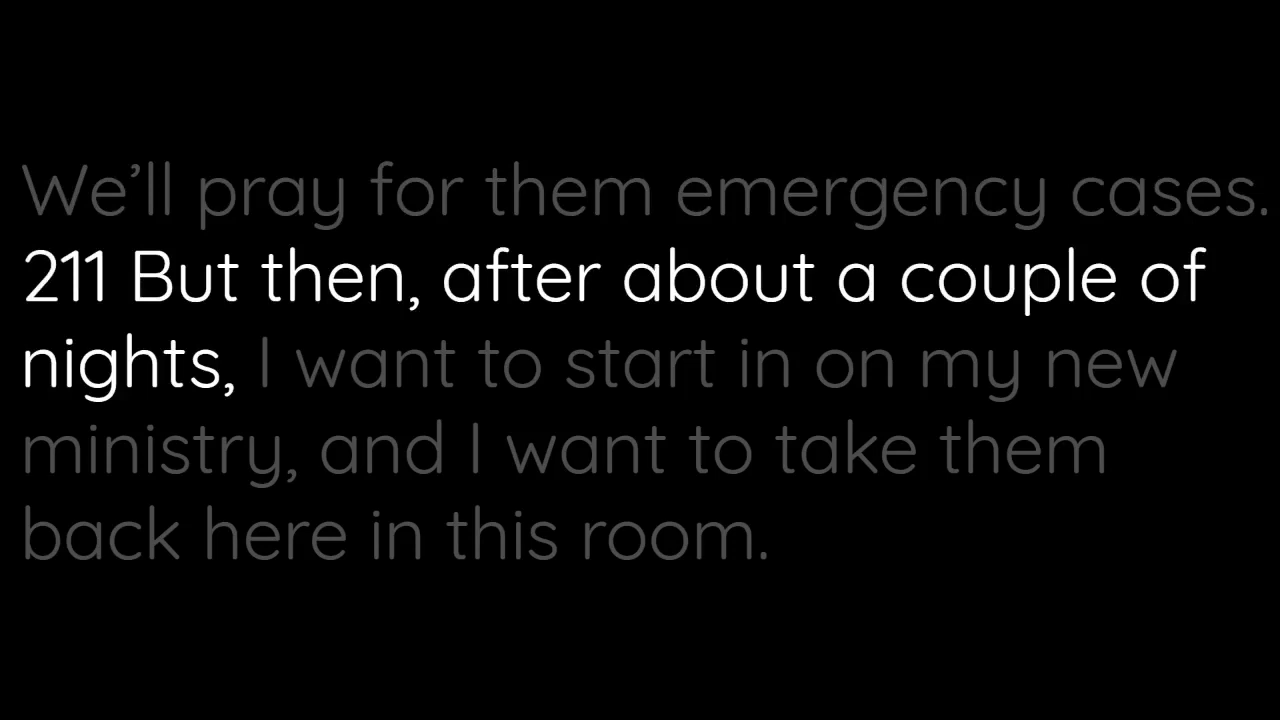 We’ll pray for them emergency cases.
211 But then, after about a couple of
nights, I want to start in on my new
ministry, and I want to take them
back here in this room.